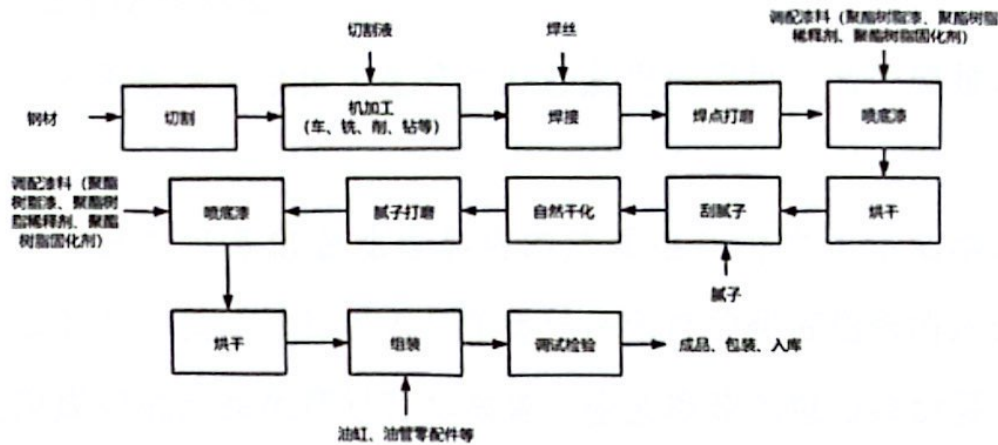 切割液
焊丝
调配漆料（聚酯树脂漆、聚酯树脂
稀释剂、聚酯树脂固化剂）
钢材
切割
机加工
（车、铣、削、钻等）
焊接
焊点打磨
喷底漆
调配漆料（聚酯
树脂漆、聚酯树
脂稀释剂、聚酯
树脂固化剂）
喷底漆
腻子打磨
自然干化
刮腻子
烘干
腻子
烘干
组装
调试检验
成品、包装、入库
油缸、油管零配件等